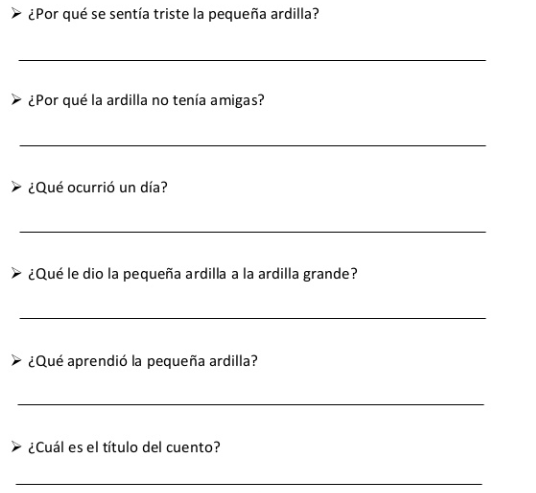 ➢ ¿Por qué se sentía triste la pequeña ardilla?
➢ ¿Por qué la ardilla no tenía amigas?
➢ ¿Qué ocurrió un día?
➢ ¿Qué le dio la pequeña ardilla a la ardilla grande?
➢ ¿Qué aprendió la pequeña ardilla?
➢ ¿Cuál es el título del cuento?